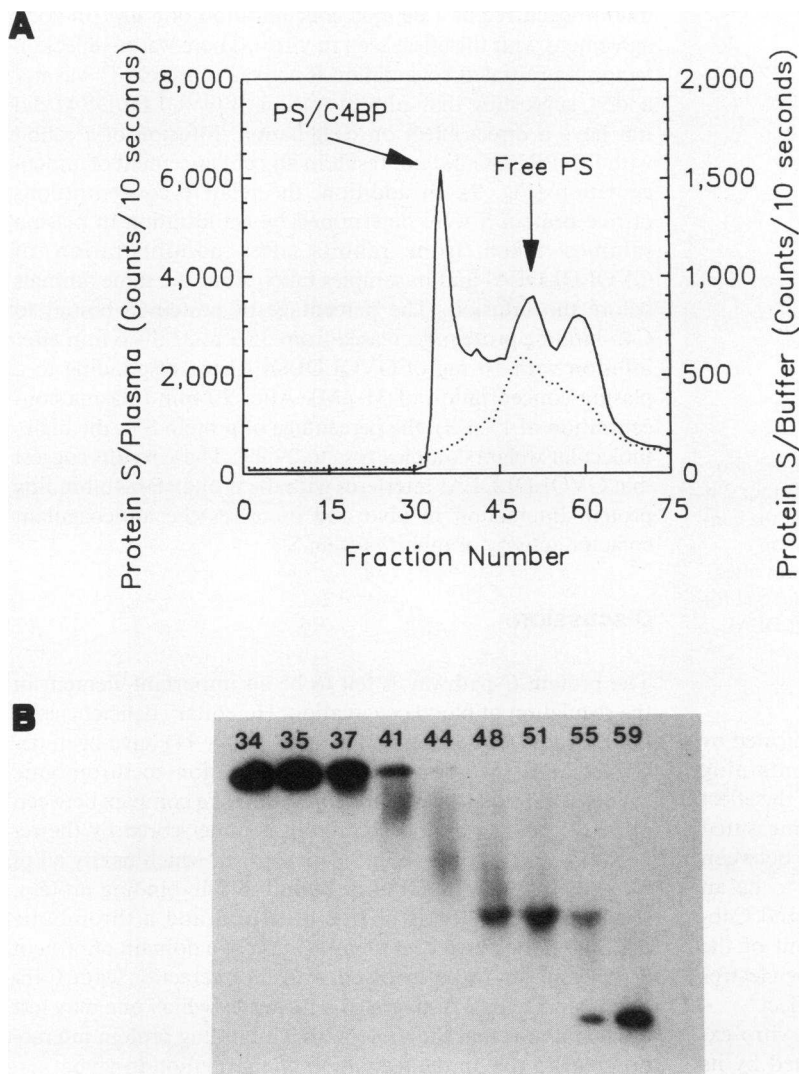 A
8,000
6,000
4,000
2,000
0
Protein S/Plasma ((Counts/ 10 seconds)
PS/C4BP
Free PS
2,000
1,500
1,000
500
0
Protein S/Buffer (Counts/ 10 seconds)
0 15 30 45 60 75
Fraction Number
B
34 35 37 41 44 48 51 55 59